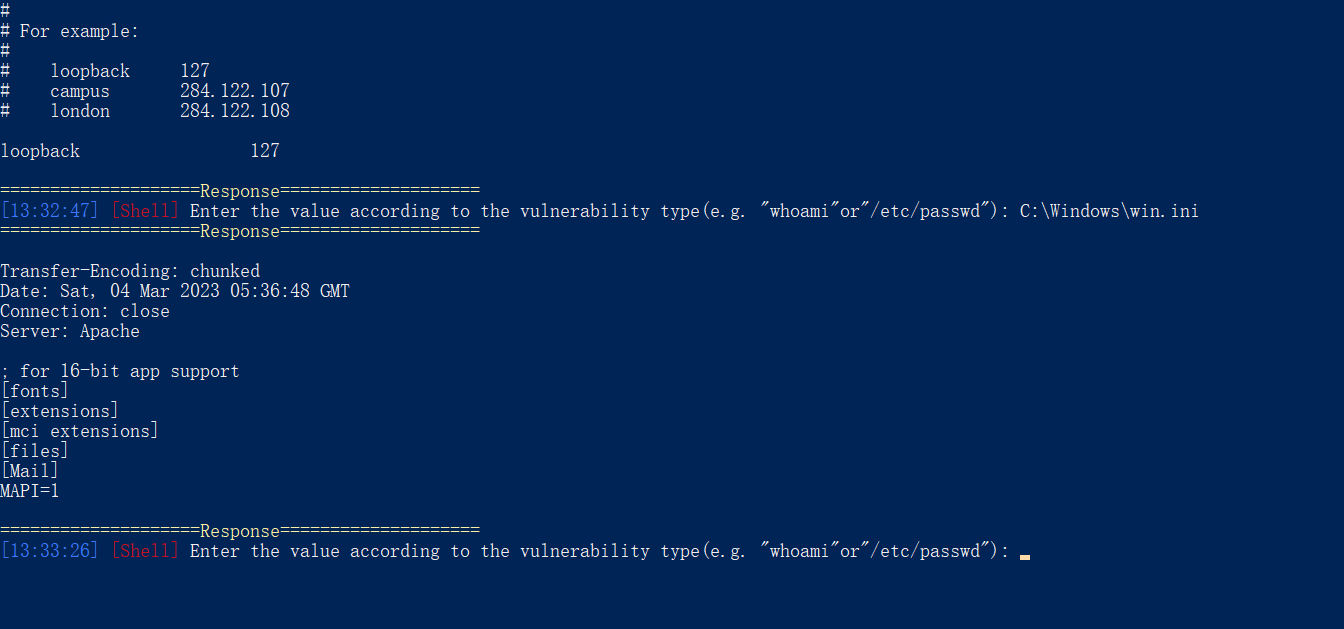 #
# For example:
#
#    loopback     127
#    campus       284.122.107
#    london       284.122.108
loopback                 127
====================Response====================
[13:32:47] [Shell] Enter the value according to the vulnerability type(e.g. "whoami"or"/etc/passwd"): C:\Windows\win.ini
====================Response====================
Transfer-Encoding: chunked
Date: Sat, 04 Mar 2023 05:36:48 GMT
Connection: close
Server: Apache
; for 16-bit app support
[fonts]
[extensions]
[mci extensions]
[files]
[Mail]
MAPI=1
====================Response====================
[13:33:26] [Shell] Enter the value according to the vulnerability type(e.g. "whoami"or"/etc/passwd"):